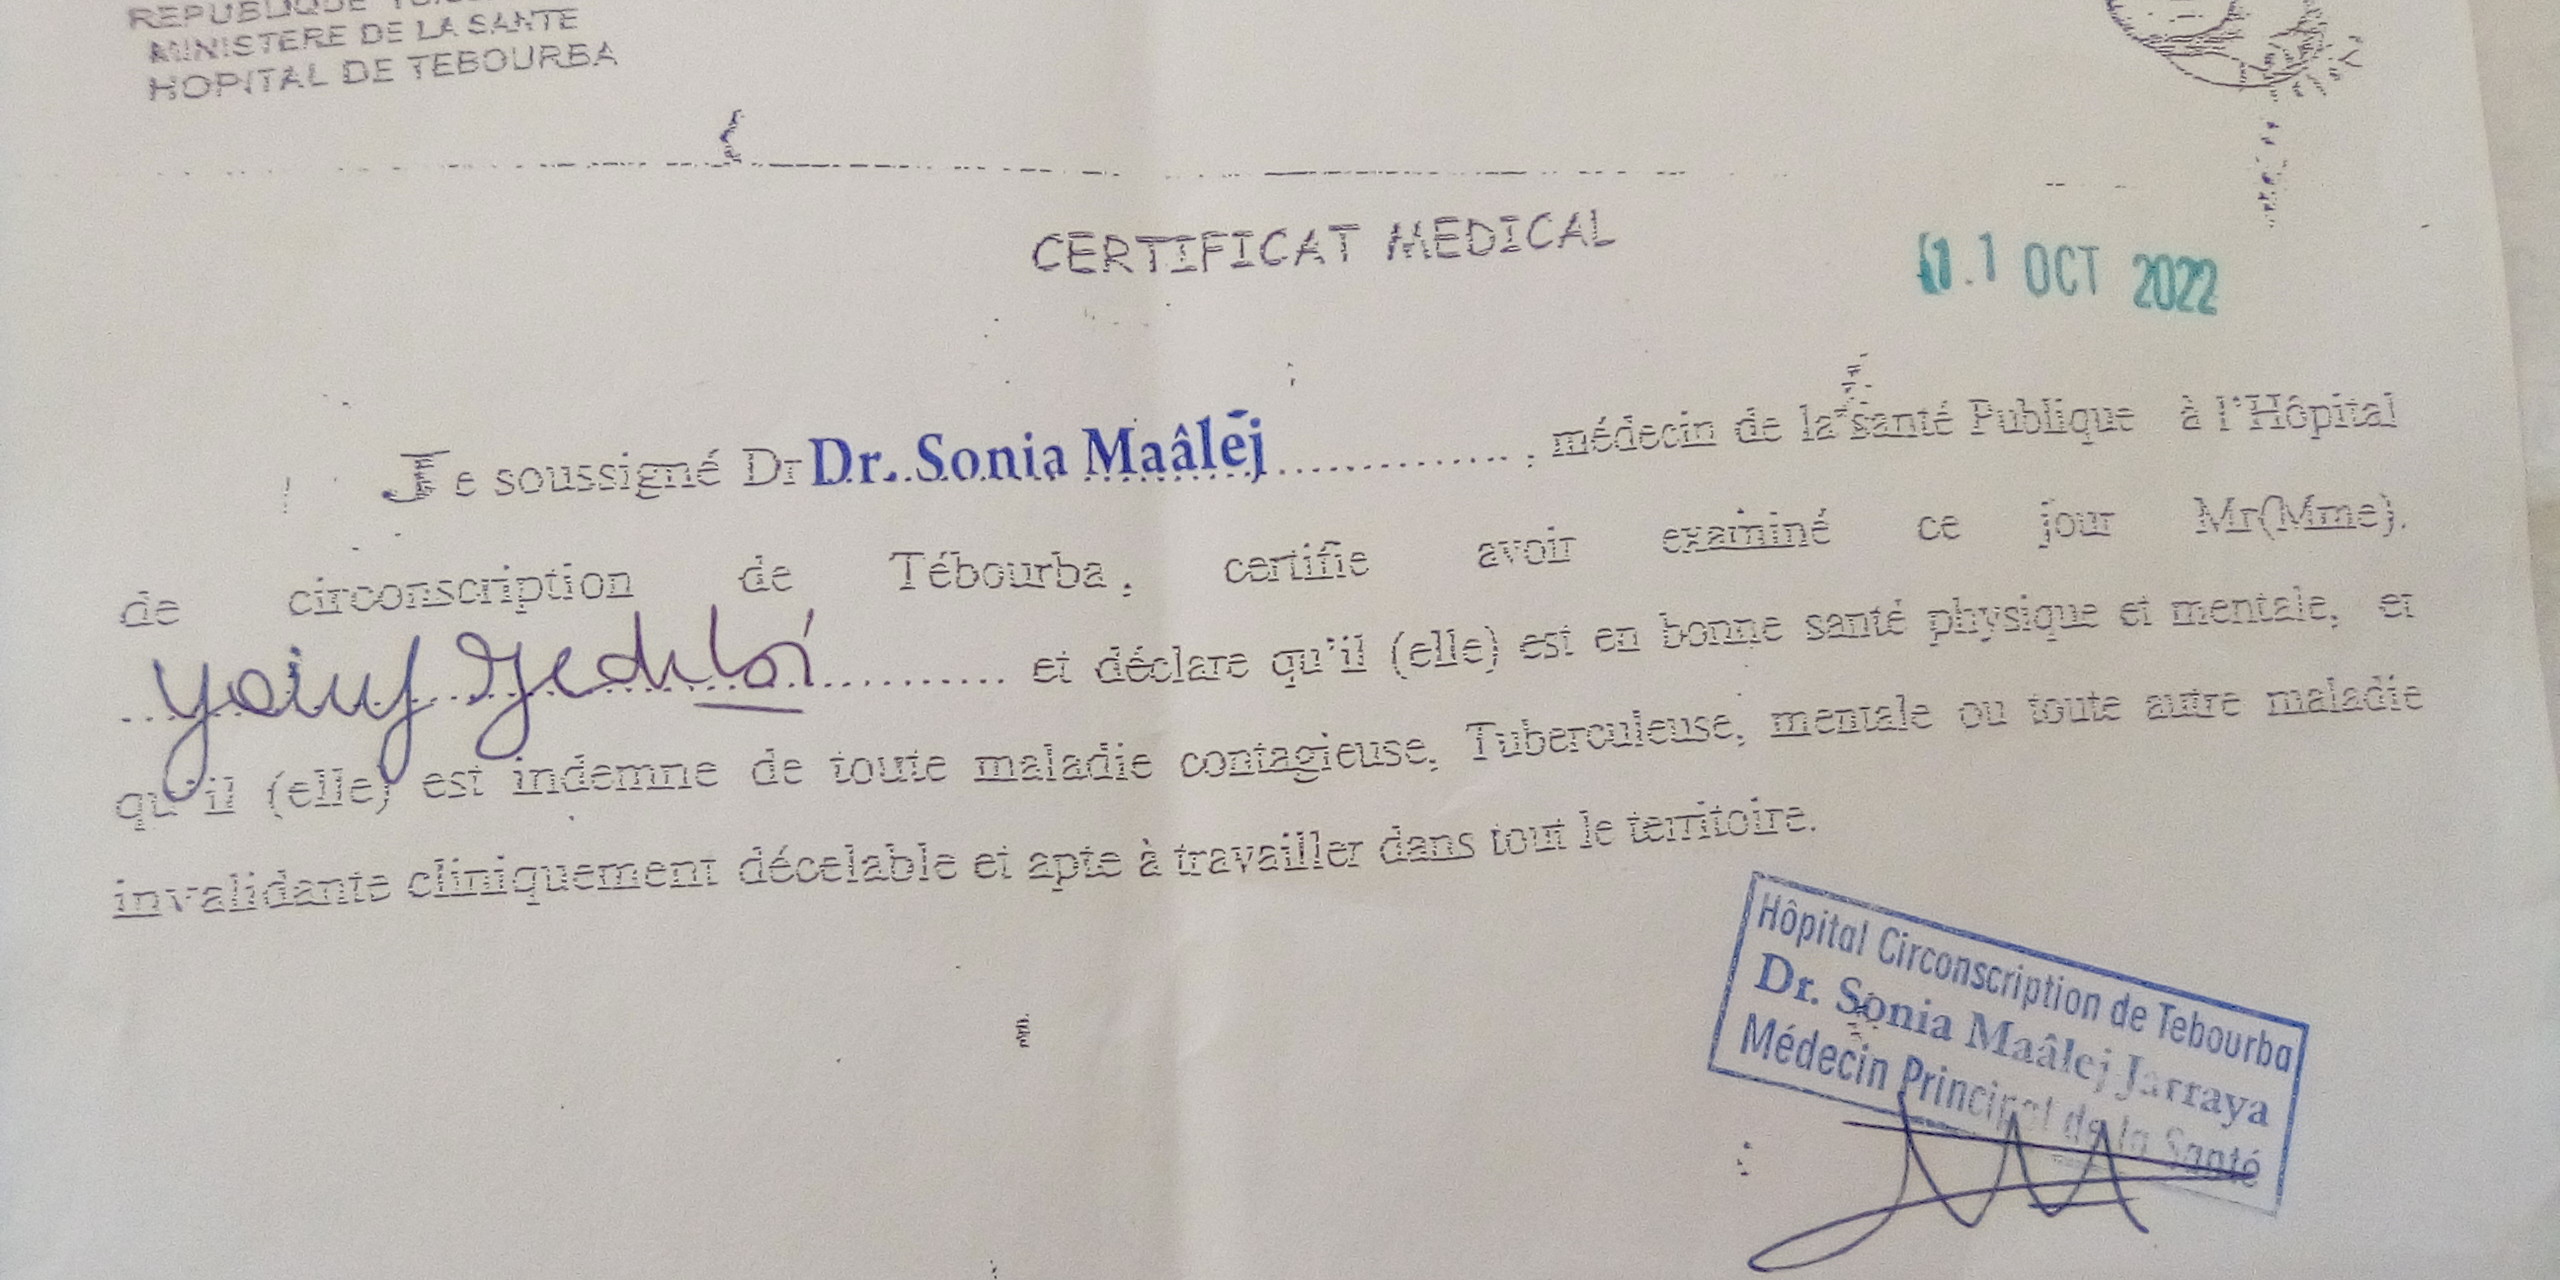 REPUBLIQUE
MINISTERE DE LA SANTE
HOPITAL DE TEBOURBA
CERTIFICAT MEDICAL
1 OCT 2022
Je soussigné Dr Dr. Sonia Maâlej .............. , médecin de la santé Publique à l'Hôpital
de circonscription de Tébourba, certifie avoir examiné ce jour Mr(Mme).
.............. et déclare qu'il (elle) est en bonne santé physique et mentale, et
qu'il (elle) est indemne de toute maladie contagieuse, Tuberculeuse, mentale ou toute autre maladie
invalidante cliniquement décelable et apte à travailler dans tout le territoire.
Hôpital Circonscription de Tebourba
Dr. Sonia Maâlej Jarraya
Médecin Principal de la Santé